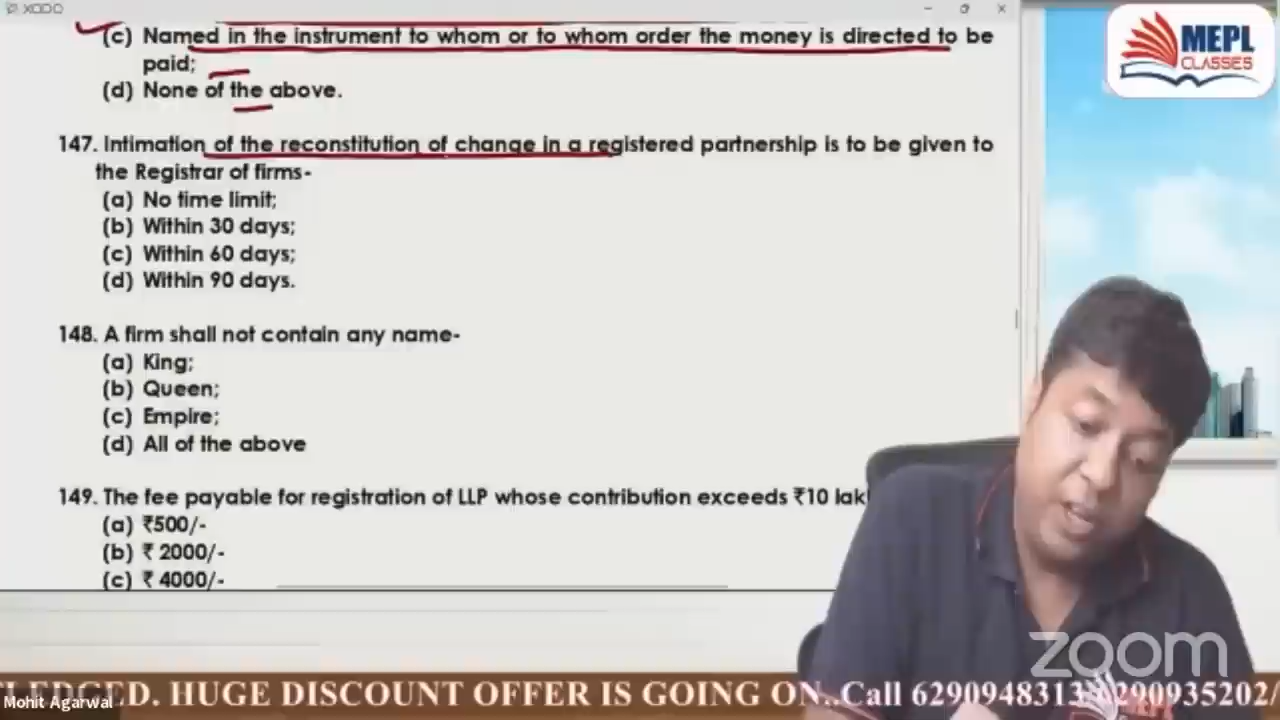 XODO
(c) Named in the instrument to whom or to whom order the money is directed to be
paid;
(d) None of the above.
147. Intimation of the reconstitution of change in a registered partnership is to be given to
the Registrar of firms-
(a) No time limit;
(b) Within 30 days;
(c) Within 60 days;
(d) Within 90 days.
148. A firm shall not contain any name-
(a) King;
(b) Queen;
(c) Empire;
(d) All of the above
149. The fee payable for registration of LLP whose contribution exceeds ₹10 lak
(a) ₹500/-
(b) ₹ 2000/-
(c) ₹ 4000/-
MEPL
CLASSES
zoom
LEDGED. HUGE DISCOUNT OFFER IS GOING ON..Call 6290948313
Mohit Agarwal